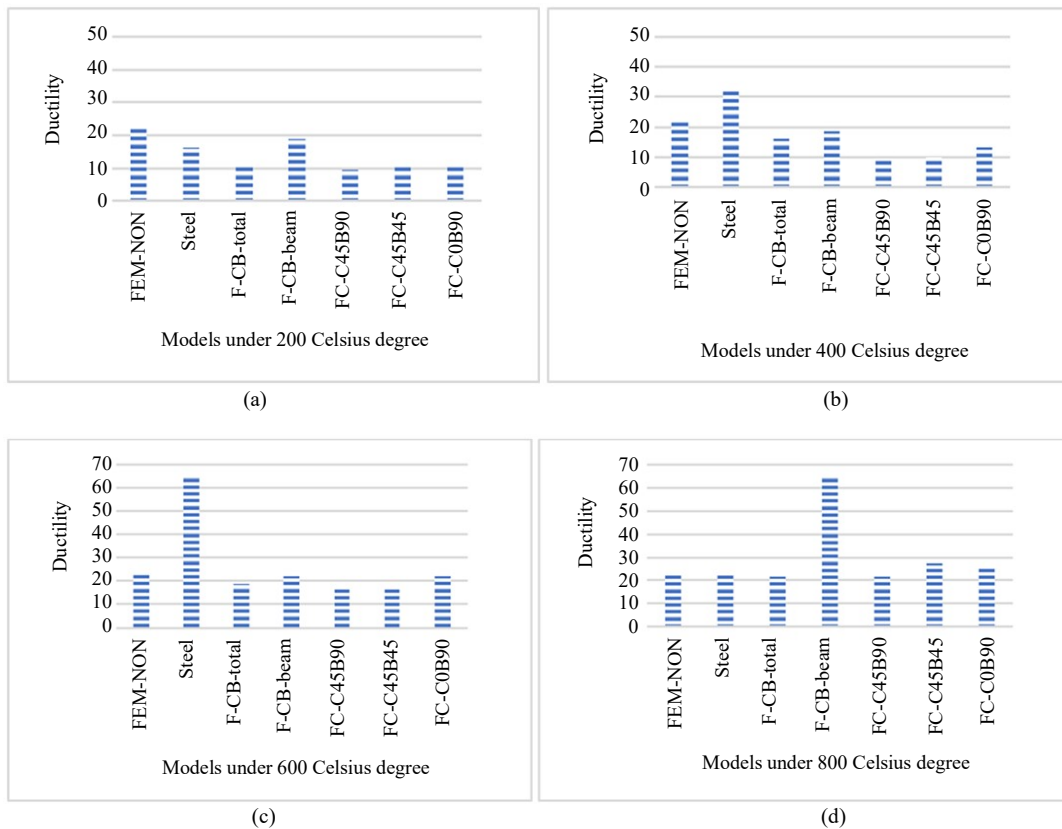 50
40
30
20
10
0
Ductility
FEM-NON
Steel
F-CB-total
F-CB-beam
FC-C45B90
FC-C45B45
FC-C0B90
Models under 200 Celsius degree
(a)
50
40
30
20
10
0
Ductility
FEM-NON
Steel
F-CB-total
F-CB-beam
FC-C45B90
FC-C45B45
FC-C0B90
Models under 400 Celsius degree
(b)
70
60
50
40
30
20
10
0
Ductility
FEM-NON
Steel
F-CB-total
F-CB-beam
FC-C45B90
FC-C45B45
FC-C0B90
Models under 600 Celsius degree
(c)
70
60
50
40
30
20
10
0
Ductility
FEM-NON
Steel
F-CB-total
F-CB-beam
FC-C45B90
FC-C45B45
FC-C0B90
Models under 800 Celsius degree
(d)